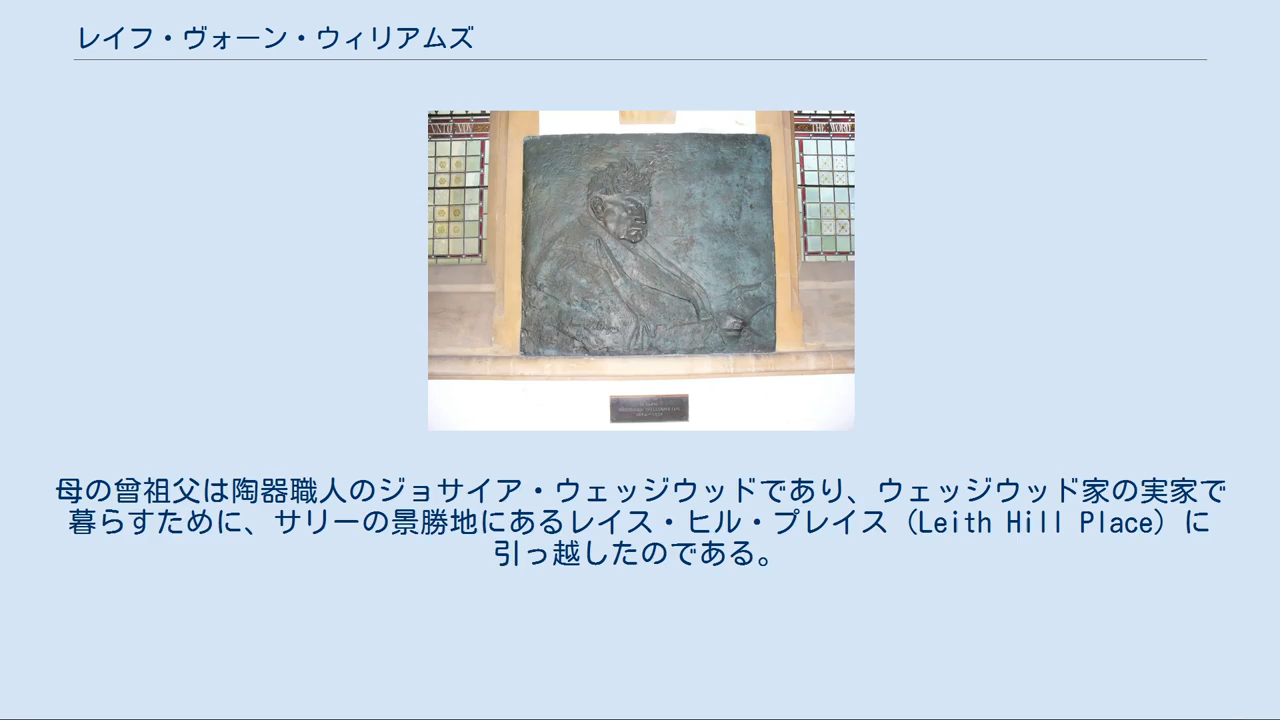 レイフ・ヴォーン・ウィリアムズ
THE WORD
母の曾祖父は陶器職人のジョサイア・ウェッジウッドであり、ウェッジウッド家の実家で
暮らすために、サリーの景勝地にあるレイス・ヒル・プレイス（Leith Hill Place）に
引っ越したのである。